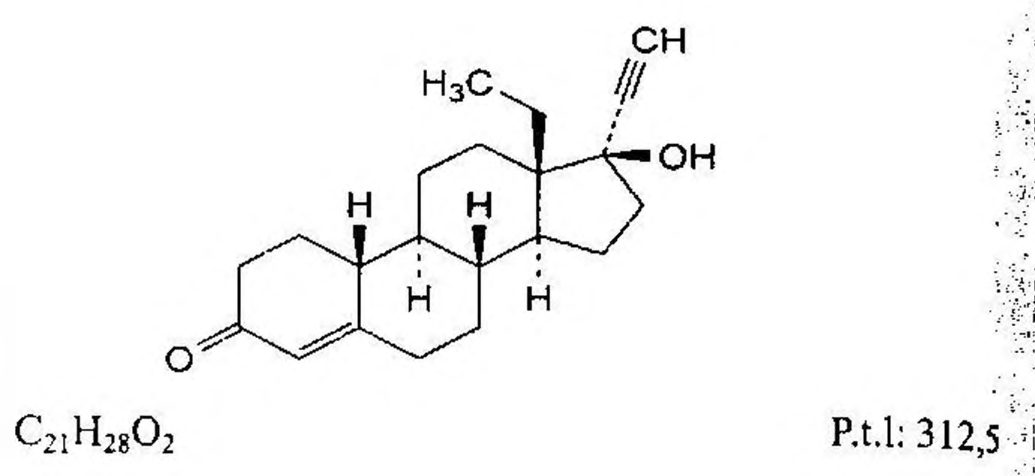 CH
H₃C
OH
H H
H H
O
C₂₁H₂₈O₂ P.t.l: 312,5